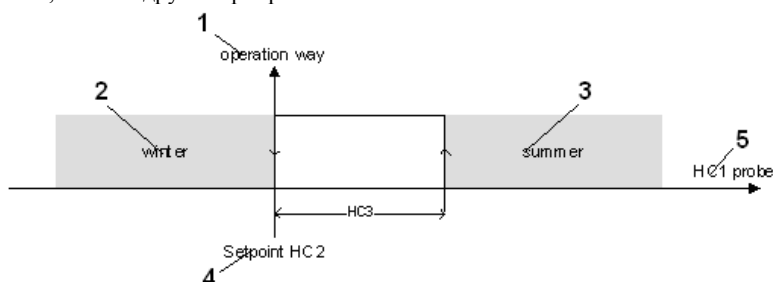 1
operation way
2
3
winter
summer
5
HC1 probe
HC3
Setpoint HC2
4